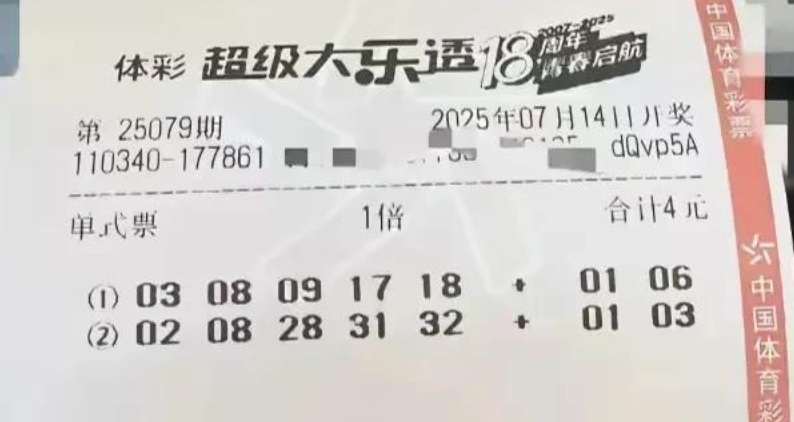 体彩 超级大乐透 18周年 2007-2025 青春启航
第 25079期 2025年07月14日开奖
110340-177861 dQvp5A
单式票 1倍 合计4元
(1) 03 08 09 17 18 + 01 06
(2) 02 08 28 31 32 + 01 03
中国体育彩票
中国体育彩